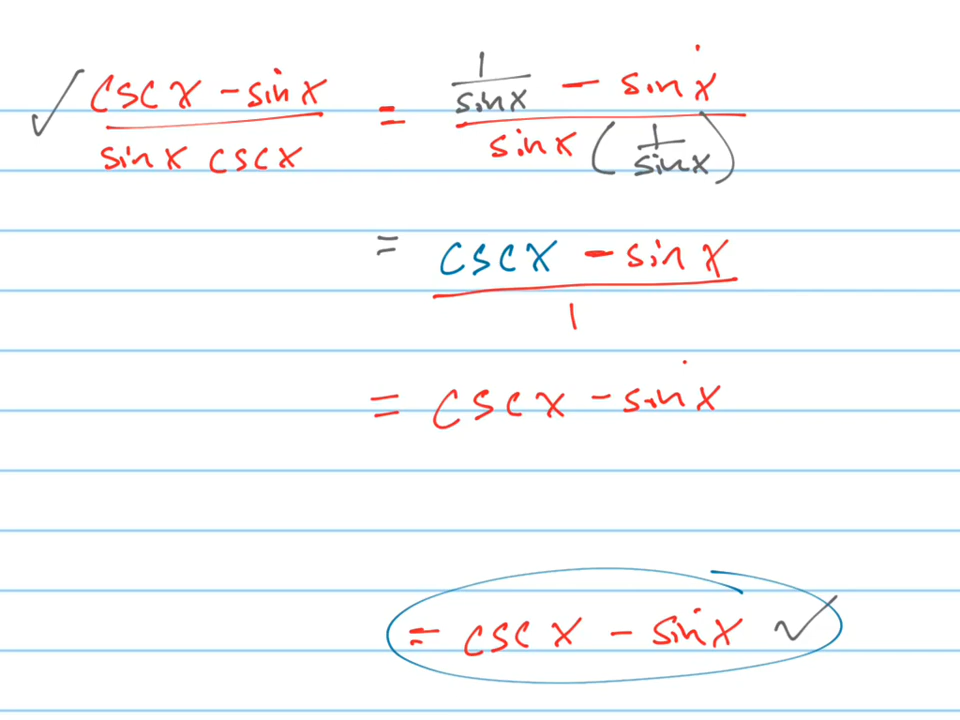 ✓ (csc x - sin x) / (sin x csc x) = (1/sin x - sin x) / (sin x (1/sin x))
= (csc x - sin x) / 1
= csc x - sin x
= csc x - sin x ✓